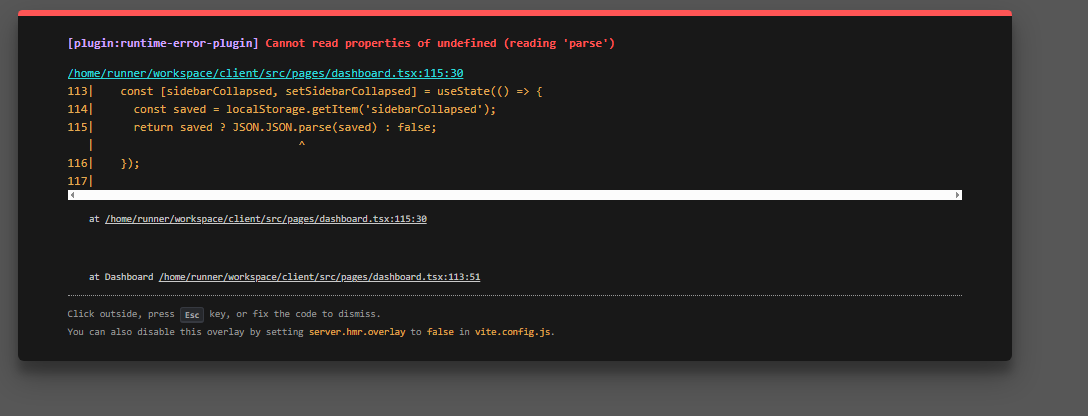 [plugin:runtime-error-plugin] Cannot read properties of undefined (reading 'parse')
/home/runner/workspace/client/src/pages/dashboard.tsx:115:30
113|    const [sidebarCollapsed, setSidebarCollapsed] = useState(() => {
114|      const saved = localStorage.getItem('sidebarCollapsed');
115|      return saved ? JSON.JSON.parse(saved) : false;
   |                               ^
116|    });
117|
at /home/runner/workspace/client/src/pages/dashboard.tsx:115:30
at Dashboard /home/runner/workspace/client/src/pages/dashboard.tsx:113:51
Click outside, press Esc key, or fix the code to dismiss.
You can also disable this overlay by setting server.hmr.overlay to false in vite.config.js.